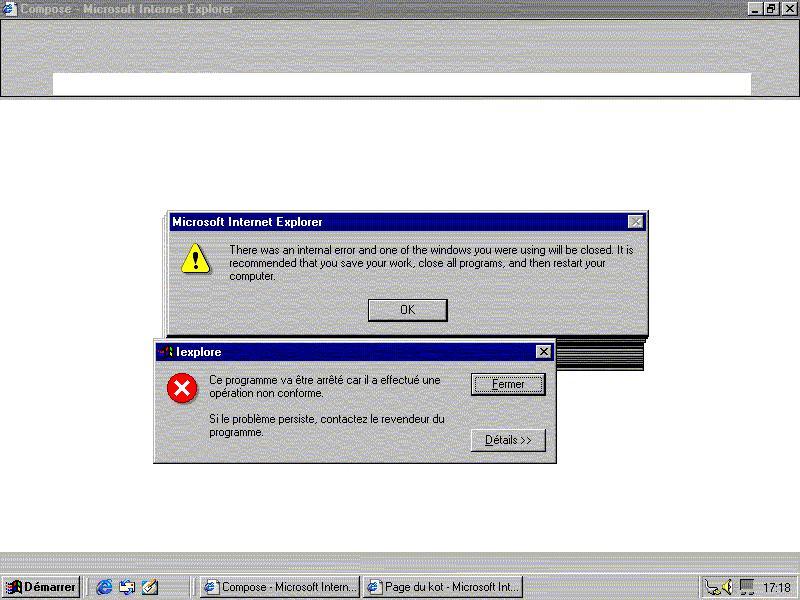 Compose - Microsoft Internet Explorer
Microsoft Internet Explorer
There was an internal error and one of the windows you were using will be closed. It is
recommended that you save your work, close all programs, and then restart your
computer.
OK
Iexplore
Ce programme va être arrêté car il a effectué une
opération non conforme.
Si le problème persiste, contactez le revendeur du
programme.
Fermer
Détails >>
Démarrer
Compose - Microsoft Intern...
Page du kot - Microsoft Int...
17:18